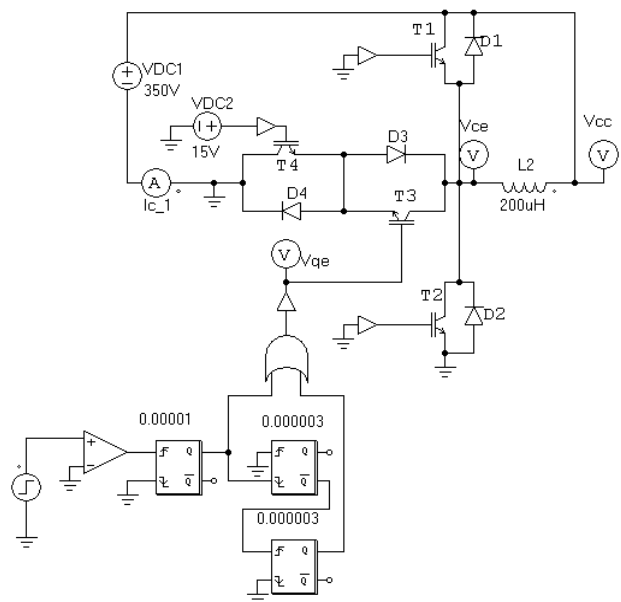 T1
D1
VDC1
350V
VDC2
15V
D3
Vce
Vcc
T4
A
Ic_1
V
V
L2
200uH
D4
T3
V
Vqe
T2
D2
0.00001
0.000003
Q
Q
Q
Q
0.000003
Q
Q